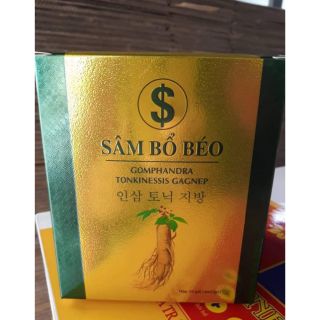 $
SÂM BỔ BÉO
GOMPHANDRA
TONKINESSIS GAGNEP
인삼 토닉 지방